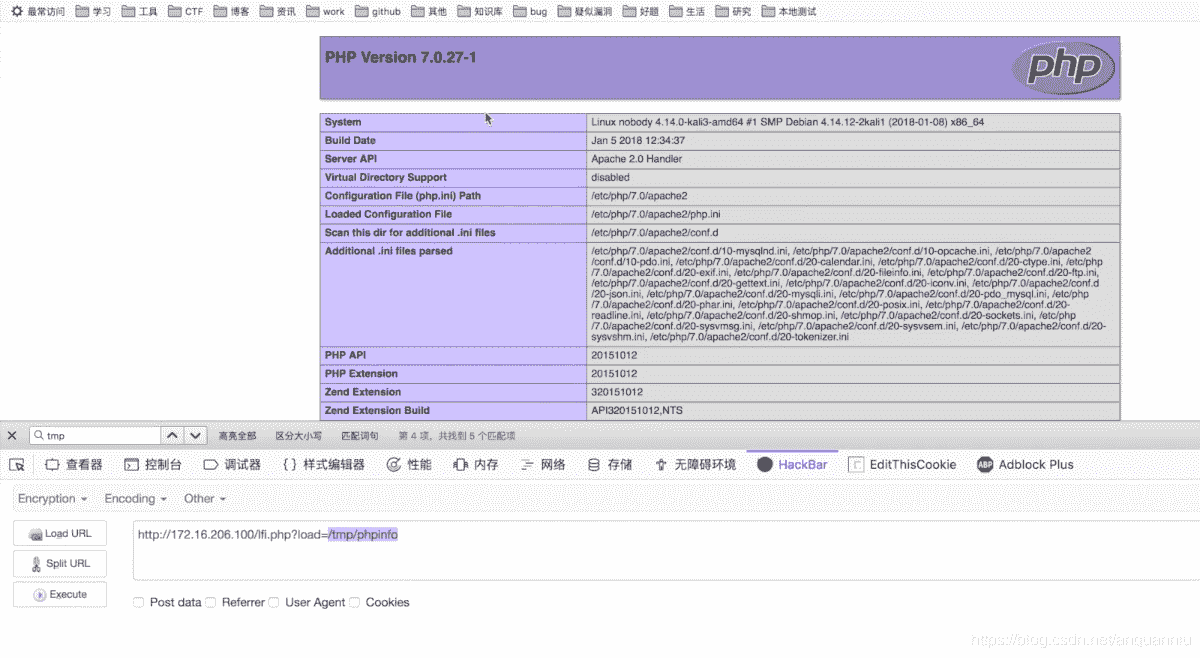 最常访问 学习 工具 CTF 博客 资讯 work github 其他 知识库 bug 疑似漏洞 好题 生活 研究 本地测试
PHP Version 7.0.27-1
php
System Linux nobody 4.14.0-kali3-amd64 #1 SMP Debian 4.14.12-2kali1 (2018-01-08) x86_64
Build Date Jan 5 2018 12:34:37
Server API Apache 2.0 Handler
Virtual Directory Support disabled
Configuration File (php.ini) Path /etc/php/7.0/apache2
Loaded Configuration File /etc/php/7.0/apache2/php.ini
Scan this dir for additional .ini files /etc/php/7.0/apache2/conf.d
Additional .ini files parsed /etc/php/7.0/apache2/conf.d/10-mysqlnd.ini, /etc/php/7.0/apache2/conf.d/10-opcache.ini, /etc/php/7.0/apache2
/conf.d/10-pdo.ini, /etc/php/7.0/apache2/conf.d/20-calendar.ini, /etc/php/7.0/apache2/conf.d/20-ctype.ini, /etc/php
/7.0/apache2/conf.d/20-exif.ini, /etc/php/7.0/apache2/conf.d/20-fileinfo.ini, /etc/php/7.0/apache2/conf.d/20-ftp.ini,
/etc/php/7.0/apache2/conf.d/20-gettext.ini, /etc/php/7.0/apache2/conf.d/20-iconv.ini, /etc/php/7.0/apache2/conf.d
/20-json.ini, /etc/php/7.0/apache2/conf.d/20-mysqli.ini, /etc/php/7.0/apache2/conf.d/20-pdo_mysql.ini, /etc/php
/7.0/apache2/conf.d/20-phar.ini, /etc/php/7.0/apache2/conf.d/20-posix.ini, /etc/php/7.0/apache2/conf.d/20-
readline.ini, /etc/php/7.0/apache2/conf.d/20-shmop.ini, /etc/php/7.0/apache2/conf.d/20-sockets.ini, /etc/php
/7.0/apache2/conf.d/20-sysvmsg.ini, /etc/php/7.0/apache2/conf.d/20-sysvsem.ini, /etc/php/7.0/apache2/conf.d/20-
sysvshm.ini, /etc/php/7.0/apache2/conf.d/20-tokenizer.ini
PHP API 20151012
PHP Extension 20151012
Zend Extension 320151012
Zend Extension Build API320151012,NTS
tmp 高亮全部 区分大小写 匹配词句 第 4 项，共找到 5 个匹配项
查看器 控制台 调试器 样式编辑器 性能 内存 网络 存储 无障碍环境 HackBar EditThisCookie ABP Adblock Plus
Encryption Encoding Other
Load URL http://172.16.206.100/lfi.php?load=/tmp/phpinfo
Split URL
Execute
Post data Referrer User Agent Cookies
https://blog.csdn.net/anquanniu